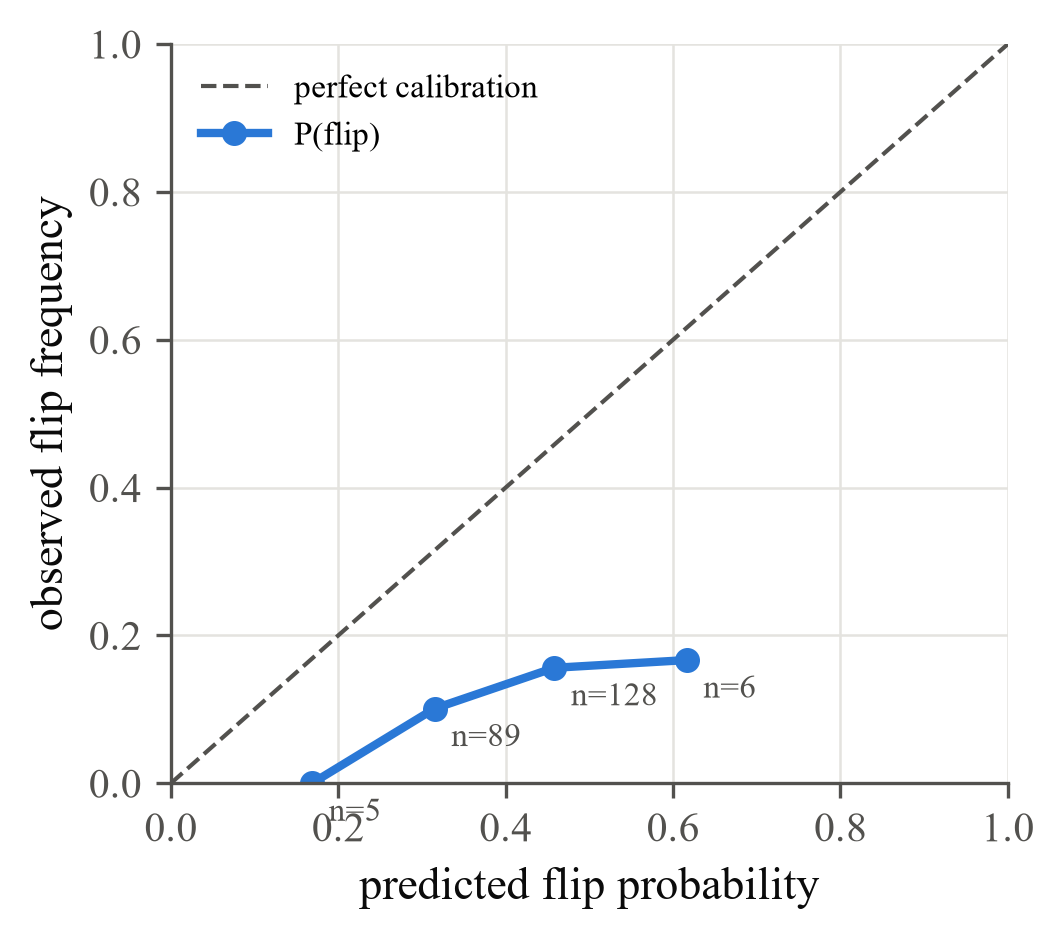 1.0
perfect calibration
P(flip)
0.8
0.6
0.4
0.2
0.0
observed flip frequency
n=6
n=128
n=89
n=5
0.0 0.2 0.4 0.6 0.8 1.0
predicted flip probability